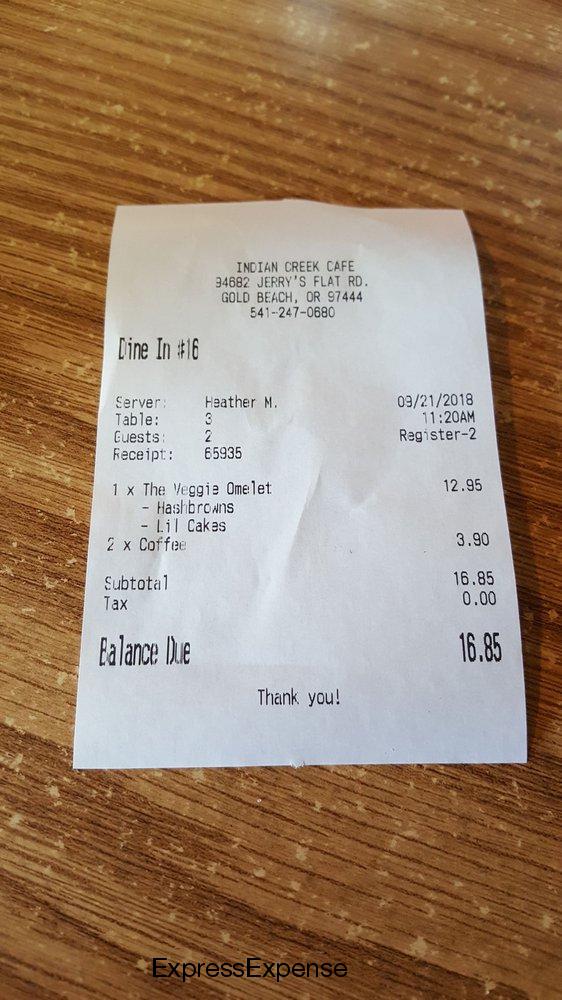 INDIAN CREEK CAFE
94682 JERRY'S FLAT RD.
GOLD BEACH, OR 97444
541-247-0680
Dine In #16
Server: Heather M. 09/21/2018
Table: 3 11:20AM
Guests: 2 Register-2
Receipt: 65935
1 x The Veggie Omelet 12.95
- Hashbrowns
- Lil Cakes
2 x Coffee 3.90
Subtotal 16.85
Tax 0.00
Balance Due 16.85
Thank you!
ExpressExpense